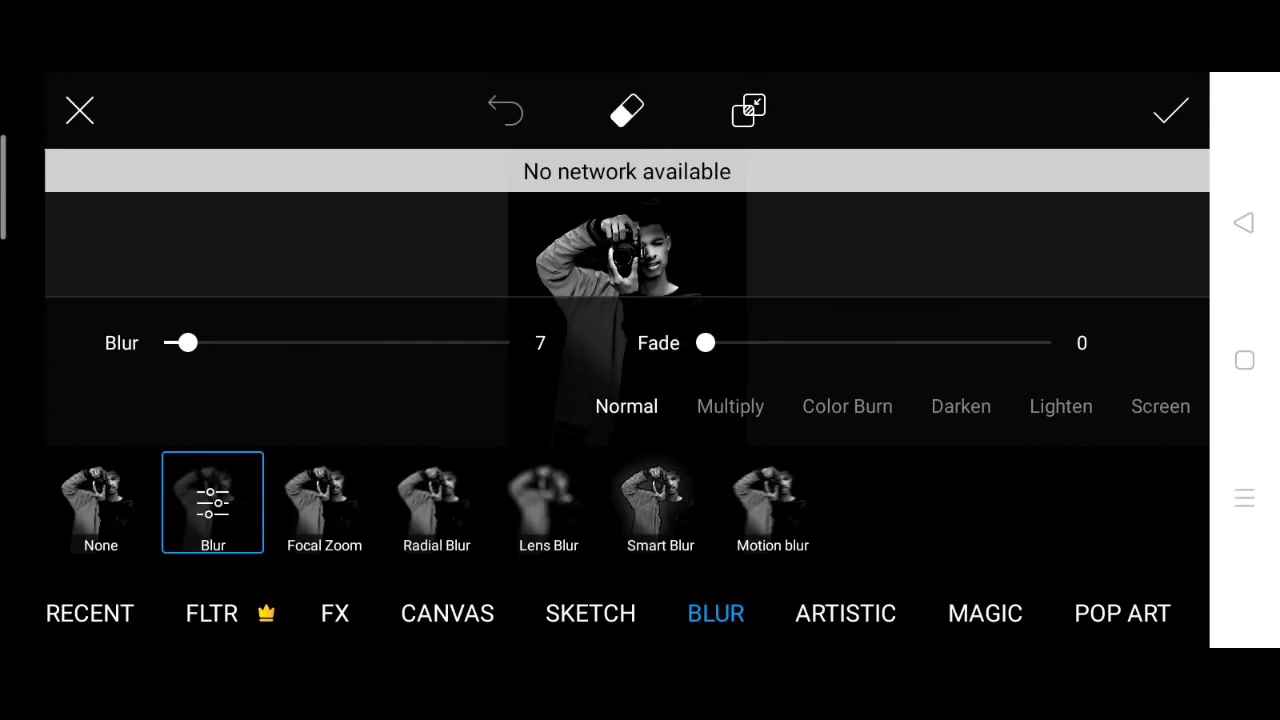 No network available
Blur 7 Fade 0
Normal Multiply Color Burn Darken Lighten Screen
None Blur Focal Zoom Radial Blur Lens Blur Smart Blur Motion blur
RECENT FLTR FX CANVAS SKETCH BLUR ARTISTIC MAGIC POP ART